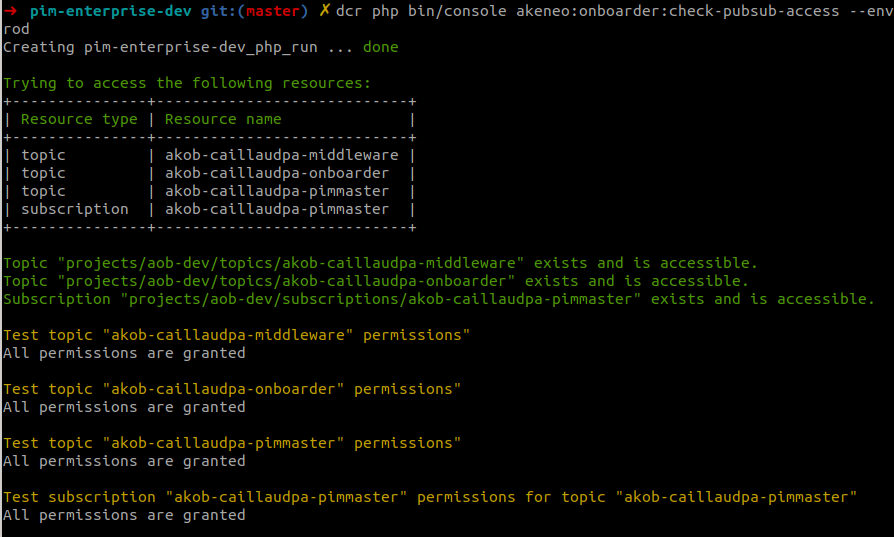 ➜ pim-enterprise-dev git:(master) ✗ dcr php bin/console akeneo:onboarder:check-pubsub-access --env
rod
Creating pim-enterprise-dev_php_run ... done
Trying to access the following resources:
+---------------+----------------------------+
| Resource type | Resource name              |
+---------------+----------------------------+
| topic         | akob-caillaudpa-middleware |
| topic         | akob-caillaudpa-onboarder  |
| topic         | akob-caillaudpa-pimmaster  |
| subscription  | akob-caillaudpa-pimmaster  |
+---------------+----------------------------+
Topic "projects/aob-dev/topics/akob-caillaudpa-middleware" exists and is accessible.
Topic "projects/aob-dev/topics/akob-caillaudpa-onboarder" exists and is accessible.
Subscription "projects/aob-dev/subscriptions/akob-caillaudpa-pimmaster" exists and is accessible.
Test topic "akob-caillaudpa-middleware" permissions"
All permissions are granted
Test topic "akob-caillaudpa-onboarder" permissions"
All permissions are granted
Test topic "akob-caillaudpa-pimmaster" permissions"
All permissions are granted
Test subscription "akob-caillaudpa-pimmaster" permissions for topic "akob-caillaudpa-pimmaster"
All permissions are granted